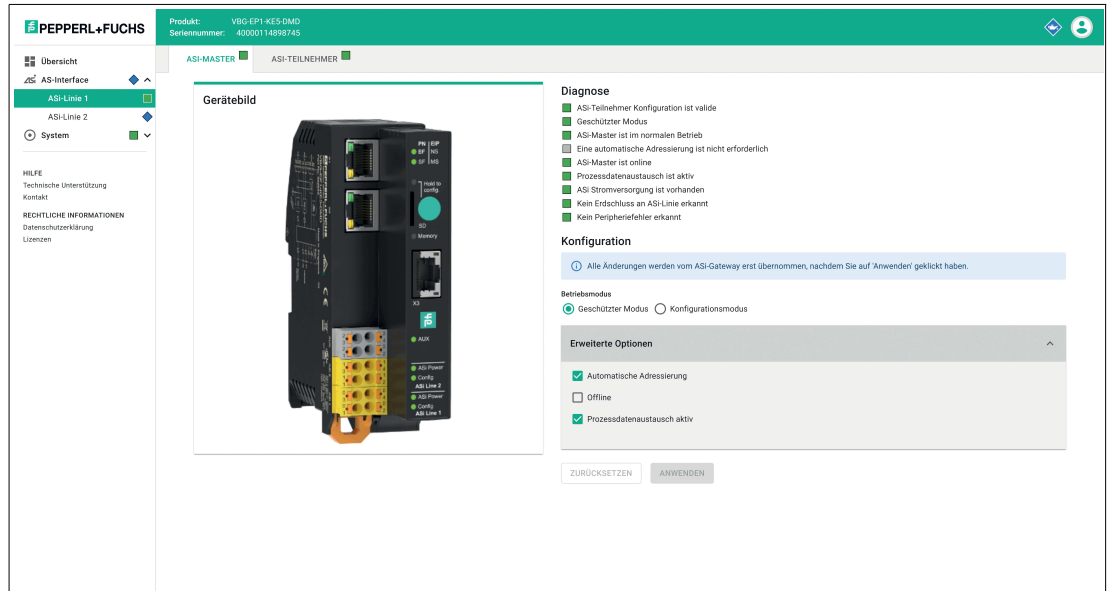 PEPPERL+FUCHS
Produkt: VBG-EP1-KE5-DMD
Seriennummer: 40000114898745
Übersicht
AS-Interface
ASi-Linie 1
ASi-Linie 2
System
HILFE
Technische Unterstützung
Kontakt
RECHTLICHE INFORMATIONEN
Datenschutzerklärung
Lizenzen
ASI-MASTER
ASI-TEILNEHMER
Gerätebild
PN EIP
BF NS
SF MS
Hold to
config.
SD
Memory
X3
AUX
ASi Power
Config
ASi Line 2
ASi Power
Config
ASi Line 1
PEPPERL+FUCHS
Diagnose
ASi-Teilnehmer Konfiguration ist valide
Geschützter Modus
ASi-Master ist im normalen Betrieb
Eine automatische Adressierung ist nicht erforderlich
ASi-Master ist online
Prozessdatenaustausch ist aktiv
ASi Stromversorgung ist vorhanden
Kein Erdschluss an ASi-Linie erkannt
Kein Peripheriefehler erkannt
Konfiguration
Alle Änderungen werden vom ASi-Gateway erst übernommen, nachdem Sie auf 'Anwenden' geklickt haben.
Betriebsmodus
Geschützter Modus Konfigurationsmodus
Erweiterte Optionen
Automatische Adressierung
Offline
Prozessdatenaustausch aktiv
ZURÜCKSETZEN ANWENDEN